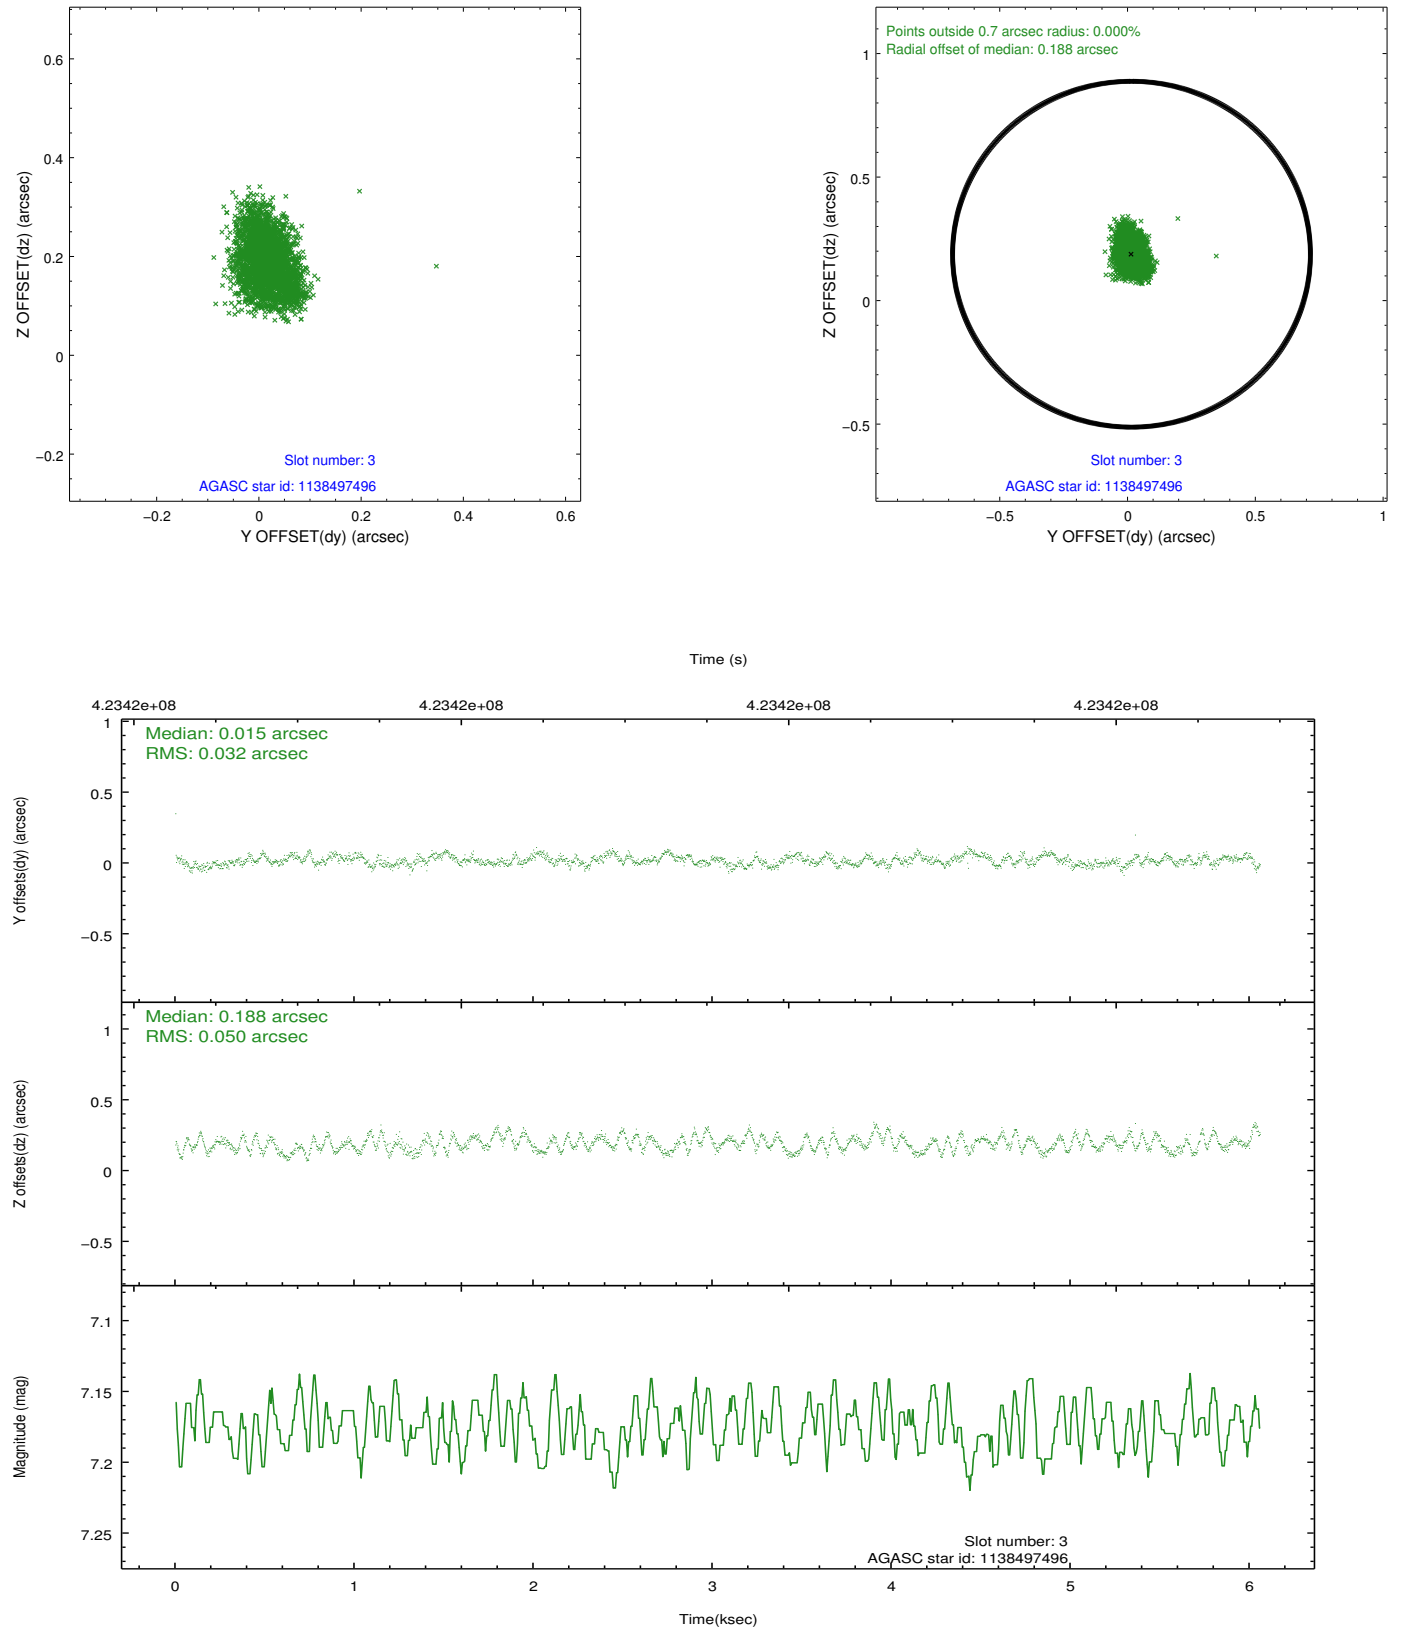 0.6
0.4
0.2
0
−0.2
Z OFFSET(dz) (arcsec)
−0.2 0 0.2 0.4 0.6
Y OFFSET(dy) (arcsec)
Slot number: 3
AGASC star id: 1138497496
Points outside 0.7 arcsec radius: 0.000%
Radial offset of median: 0.188 arcsec
1
0.5
0
−0.5
Z OFFSET(dz) (arcsec)
−0.5 0 0.5 1
Y OFFSET(dy) (arcsec)
Slot number: 3
AGASC star id: 1138497496
Time (s)
4.2342e+08 4.2342e+08 4.2342e+08 4.2342e+08
Median: 0.015 arcsec
RMS: 0.032 arcsec
1
0.5
0
−0.5
Y offsets(dy) (arcsec)
Median: 0.188 arcsec
RMS: 0.050 arcsec
1
0.5
0
−0.5
Z offsets(dz) (arcsec)
7.1
7.15
7.2
7.25
Magnitude (mag)
Slot number: 3
AGASC star id: 1138497496
0 1 2 3 4 5 6
Time(ksec)